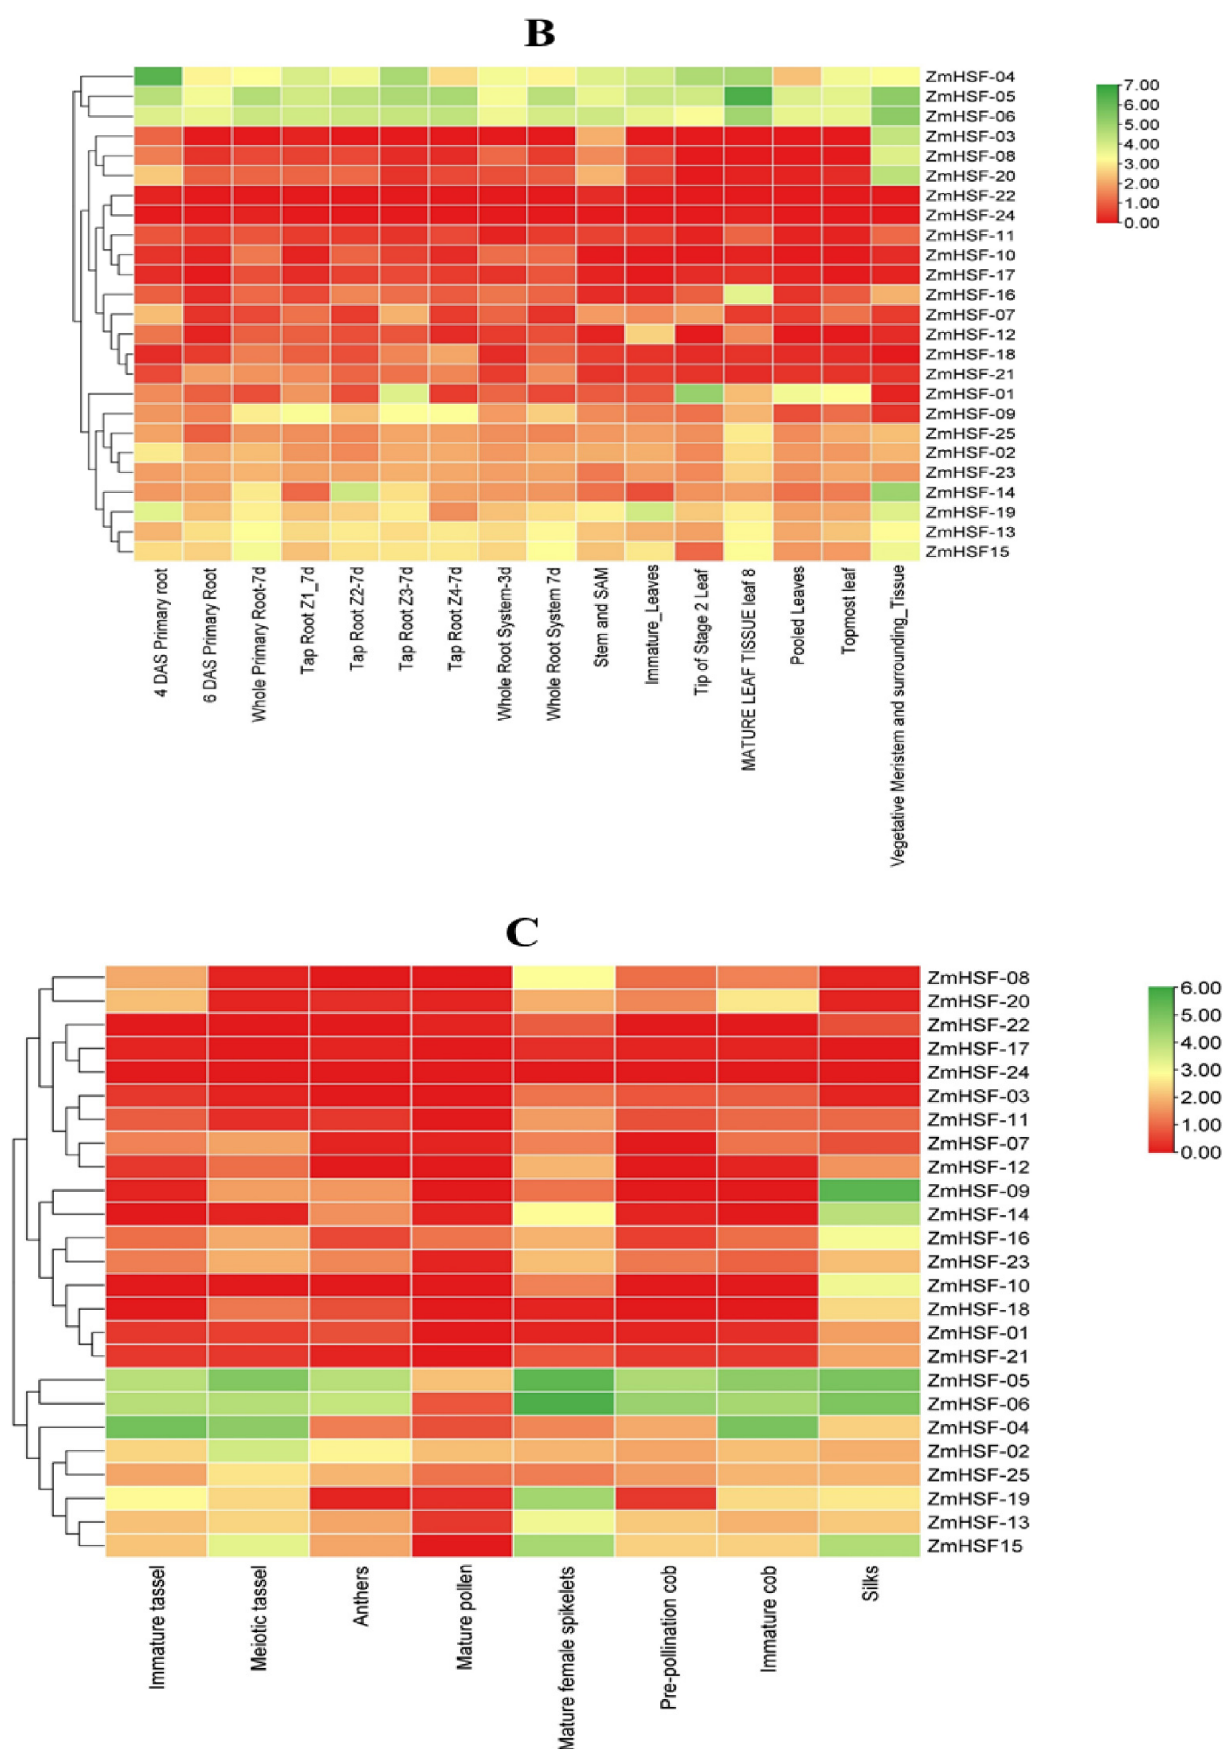 B
ZmHSF-04
ZmHSF-05
ZmHSF-06
ZmHSF-03
ZmHSF-08
ZmHSF-20
ZmHSF-22
ZmHSF-24
ZmHSF-11
ZmHSF-10
ZmHSF-17
ZmHSF-16
ZmHSF-07
ZmHSF-12
ZmHSF-18
ZmHSF-21
ZmHSF-01
ZmHSF-09
ZmHSF-25
ZmHSF-02
ZmHSF-23
ZmHSF-14
ZmHSF-19
ZmHSF-13
ZmHSF15
7.00
6.00
5.00
4.00
3.00
2.00
1.00
0.00
4 DAS Primary root
6 DAS Primary Root
Whole Primary Root-7d
Tap Root Z1_7d
Tap Root Z2-7d
Tap Root Z3-7d
Tap Root Z4-7d
Whole Root System-3d
Whole Root System 7d
Stem and SAM
Immature_Leaves
Tip of Stage 2 Leaf
MATURE LEAF TISSUE leaf 8
Pooled Leaves
Topmost leaf
Vegetative Meristem and surrounding_Tissue
C
ZmHSF-08
ZmHSF-20
ZmHSF-22
ZmHSF-17
ZmHSF-24
ZmHSF-03
ZmHSF-11
ZmHSF-07
ZmHSF-12
ZmHSF-09
ZmHSF-14
ZmHSF-16
ZmHSF-23
ZmHSF-10
ZmHSF-18
ZmHSF-01
ZmHSF-21
ZmHSF-05
ZmHSF-06
ZmHSF-04
ZmHSF-02
ZmHSF-25
ZmHSF-19
ZmHSF-13
ZmHSF15
6.00
5.00
4.00
3.00
2.00
1.00
0.00
Immature tassel
Meiotic tassel
Anthers
Mature pollen
Mature female spikelets
Pre-pollination cob
Immature cob
Silks